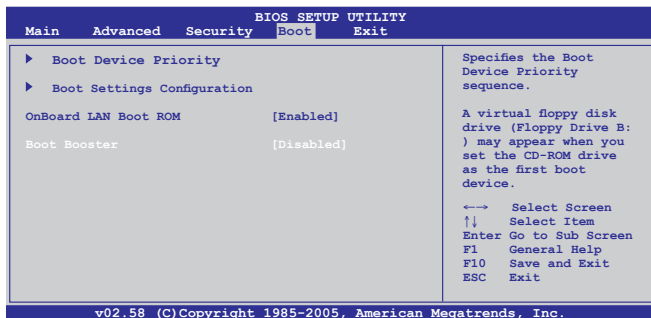 BIOS SETUP UTILITY
Main Advanced Security Boot Exit
Boot Device Priority
Boot Settings Configuration
OnBoard LAN Boot ROM [Enabled]
Boot Booster [Disabled]
Specifies the Boot
Device Priority
sequence.
A virtual floppy disk
drive (Floppy Drive B:
) may appear when you
set the CD-ROM drive
as the first boot
device.
←→ Select Screen
↑↓ Select Item
Enter Go to Sub Screen
F1 General Help
F10 Save and Exit
ESC Exit
v02.58 (C)Copyright 1985-2005, American Megatrends, Inc.